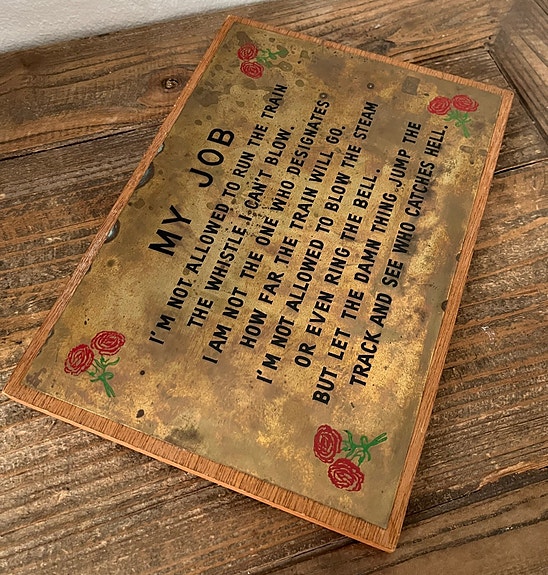 MY JOB
I'M NOT ALLOWED TO RUN THE TRAIN
THE WHISTLE I CAN'T BLOW
I AM NOT THE ONE WHO DESIGNATES
HOW FAR THE TRAIN WILL GO.
I'M NOT ALLOWED TO BLOW THE STEAM
OR EVEN RING THE BELL.
BUT LET THE DAMN THING JUMP THE
TRACK AND SEE WHO CATCHES HELL.